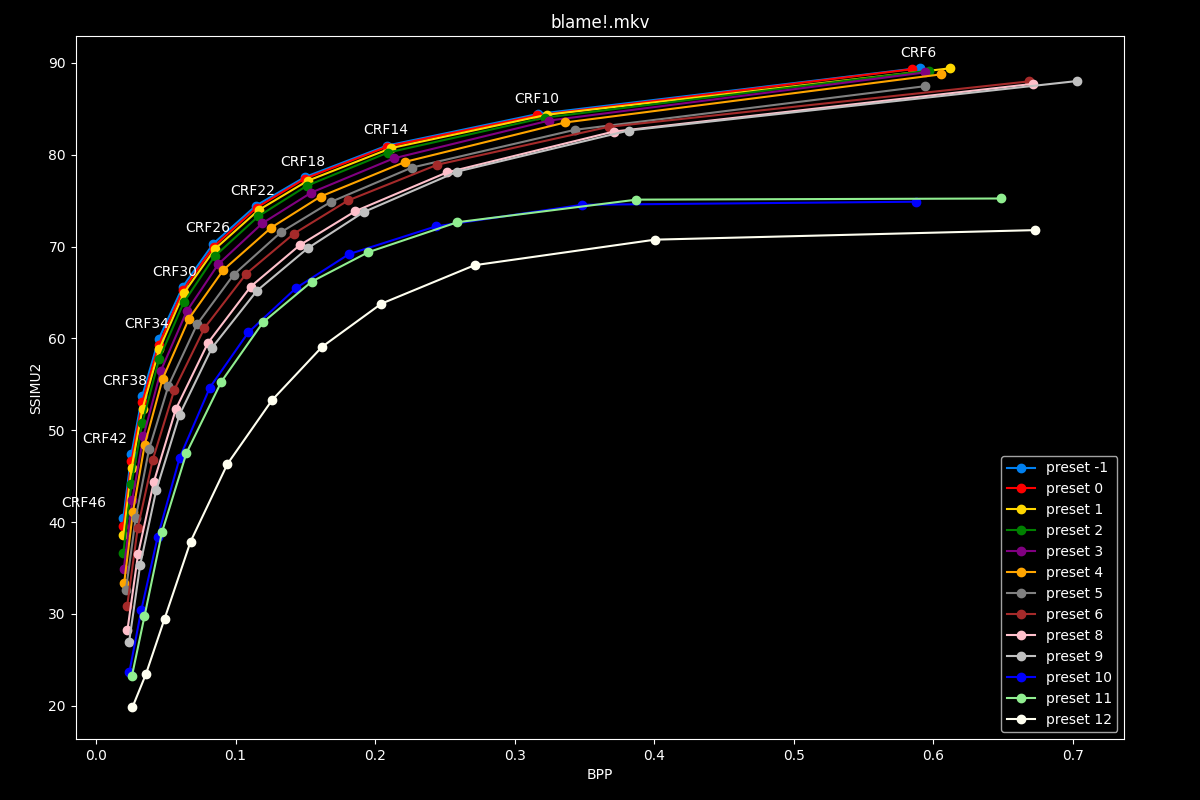 blame!.mkv
SSIMU2
90
80
70
60
50
40
30
20
CRF6
CRF10
CRF14
CRF18
CRF22
CRF26
CRF30
CRF34
CRF38
CRF42
CRF46
preset -1
preset 0
preset 1
preset 2
preset 3
preset 4
preset 5
preset 6
preset 8
preset 9
preset 10
preset 11
preset 12
0.0 0.1 0.2 0.3 0.4 0.5 0.6 0.7
BPP